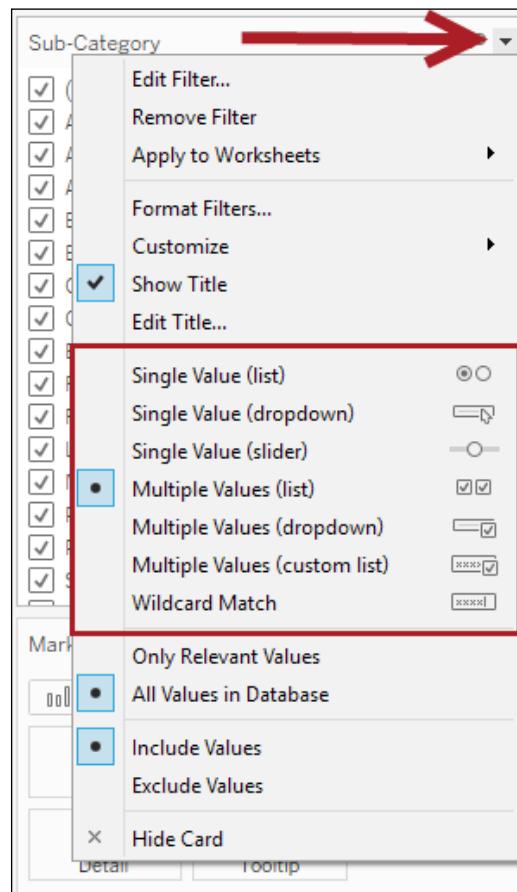 Sub-Category
Edit Filter...
Remove Filter
Apply to Worksheets
Format Filters...
Customize
Show Title
Edit Title...
Single Value (list)
Single Value (dropdown)
Single Value (slider)
Multiple Values (list)
Multiple Values (dropdown)
Multiple Values (custom list)
Wildcard Match
Only Relevant Values
All Values in Database
Include Values
Exclude Values
Hide Card
Detail
Tooltip